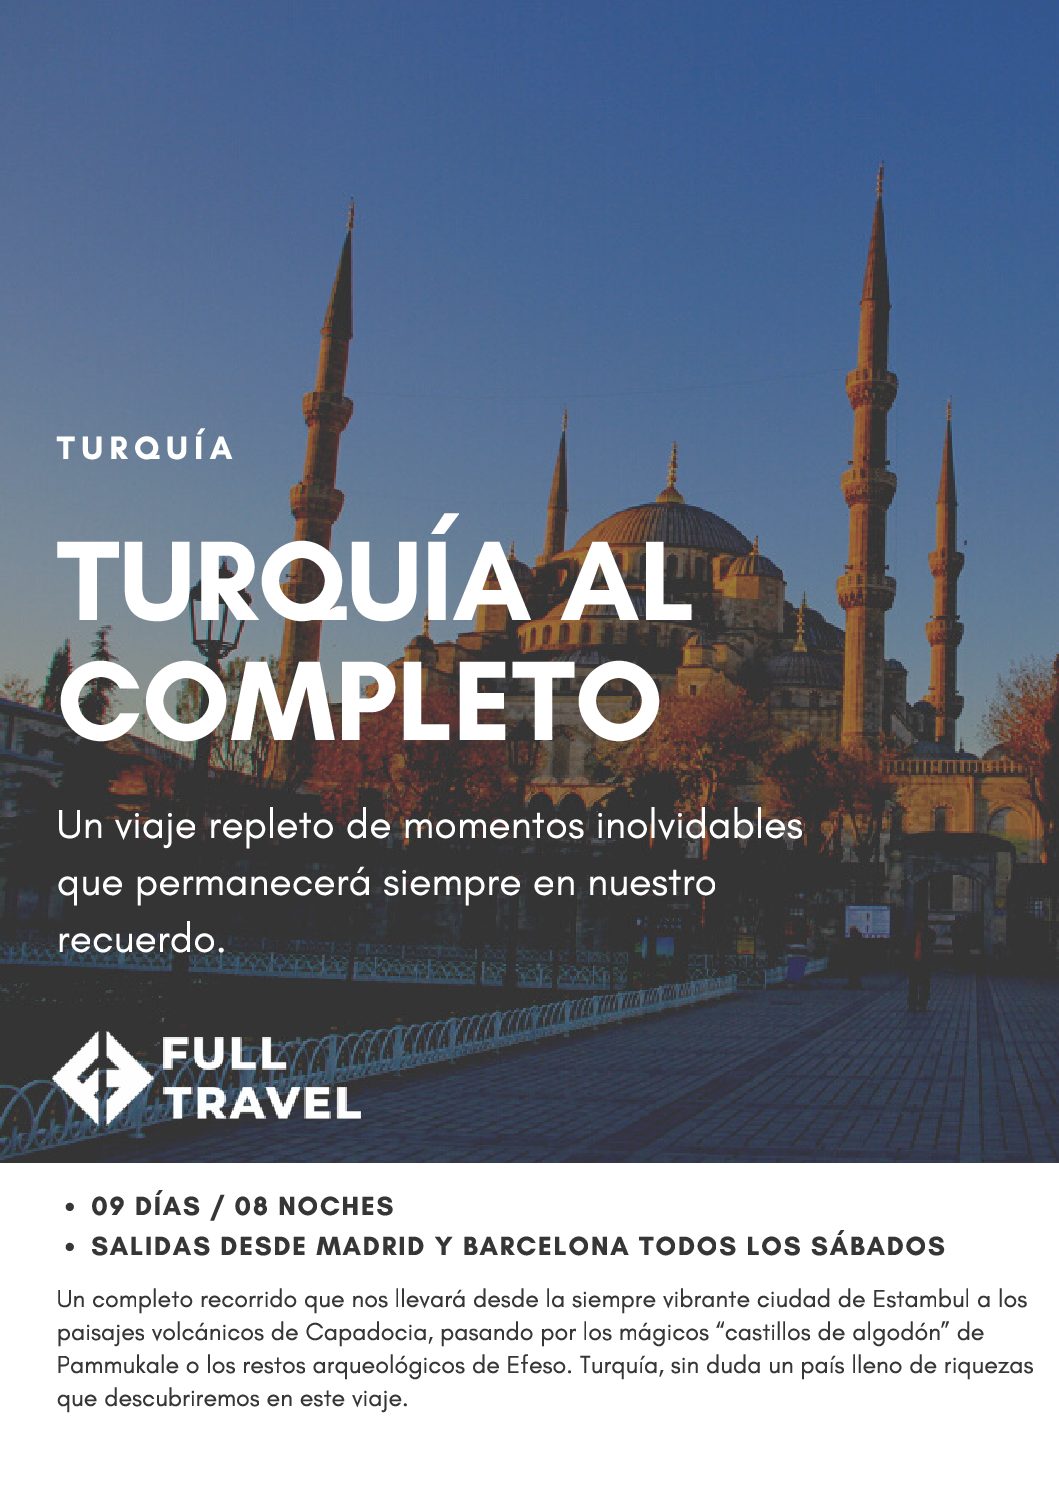 TURQUÍA
TURQUÍA AL
COMPLETO
Un viaje repleto de momentos inolvidables
que permanecerá siempre en nuestro
recuerdo.
FULL
TRAVEL
• 09 DÍAS / 08 NOCHES
• SALIDAS DESDE MADRID Y BARCELONA TODOS LOS SÁBADOS
Un completo recorrido que nos llevará desde la siempre vibrante ciudad de Estambul a los
paisajes volcánicos de Capadocia, pasando por los mágicos “castillos de algodón” de
Pammukale o los restos arqueológicos de Efeso. Turquía, sin duda un país lleno de riquezas
que descubriremos en este viaje.